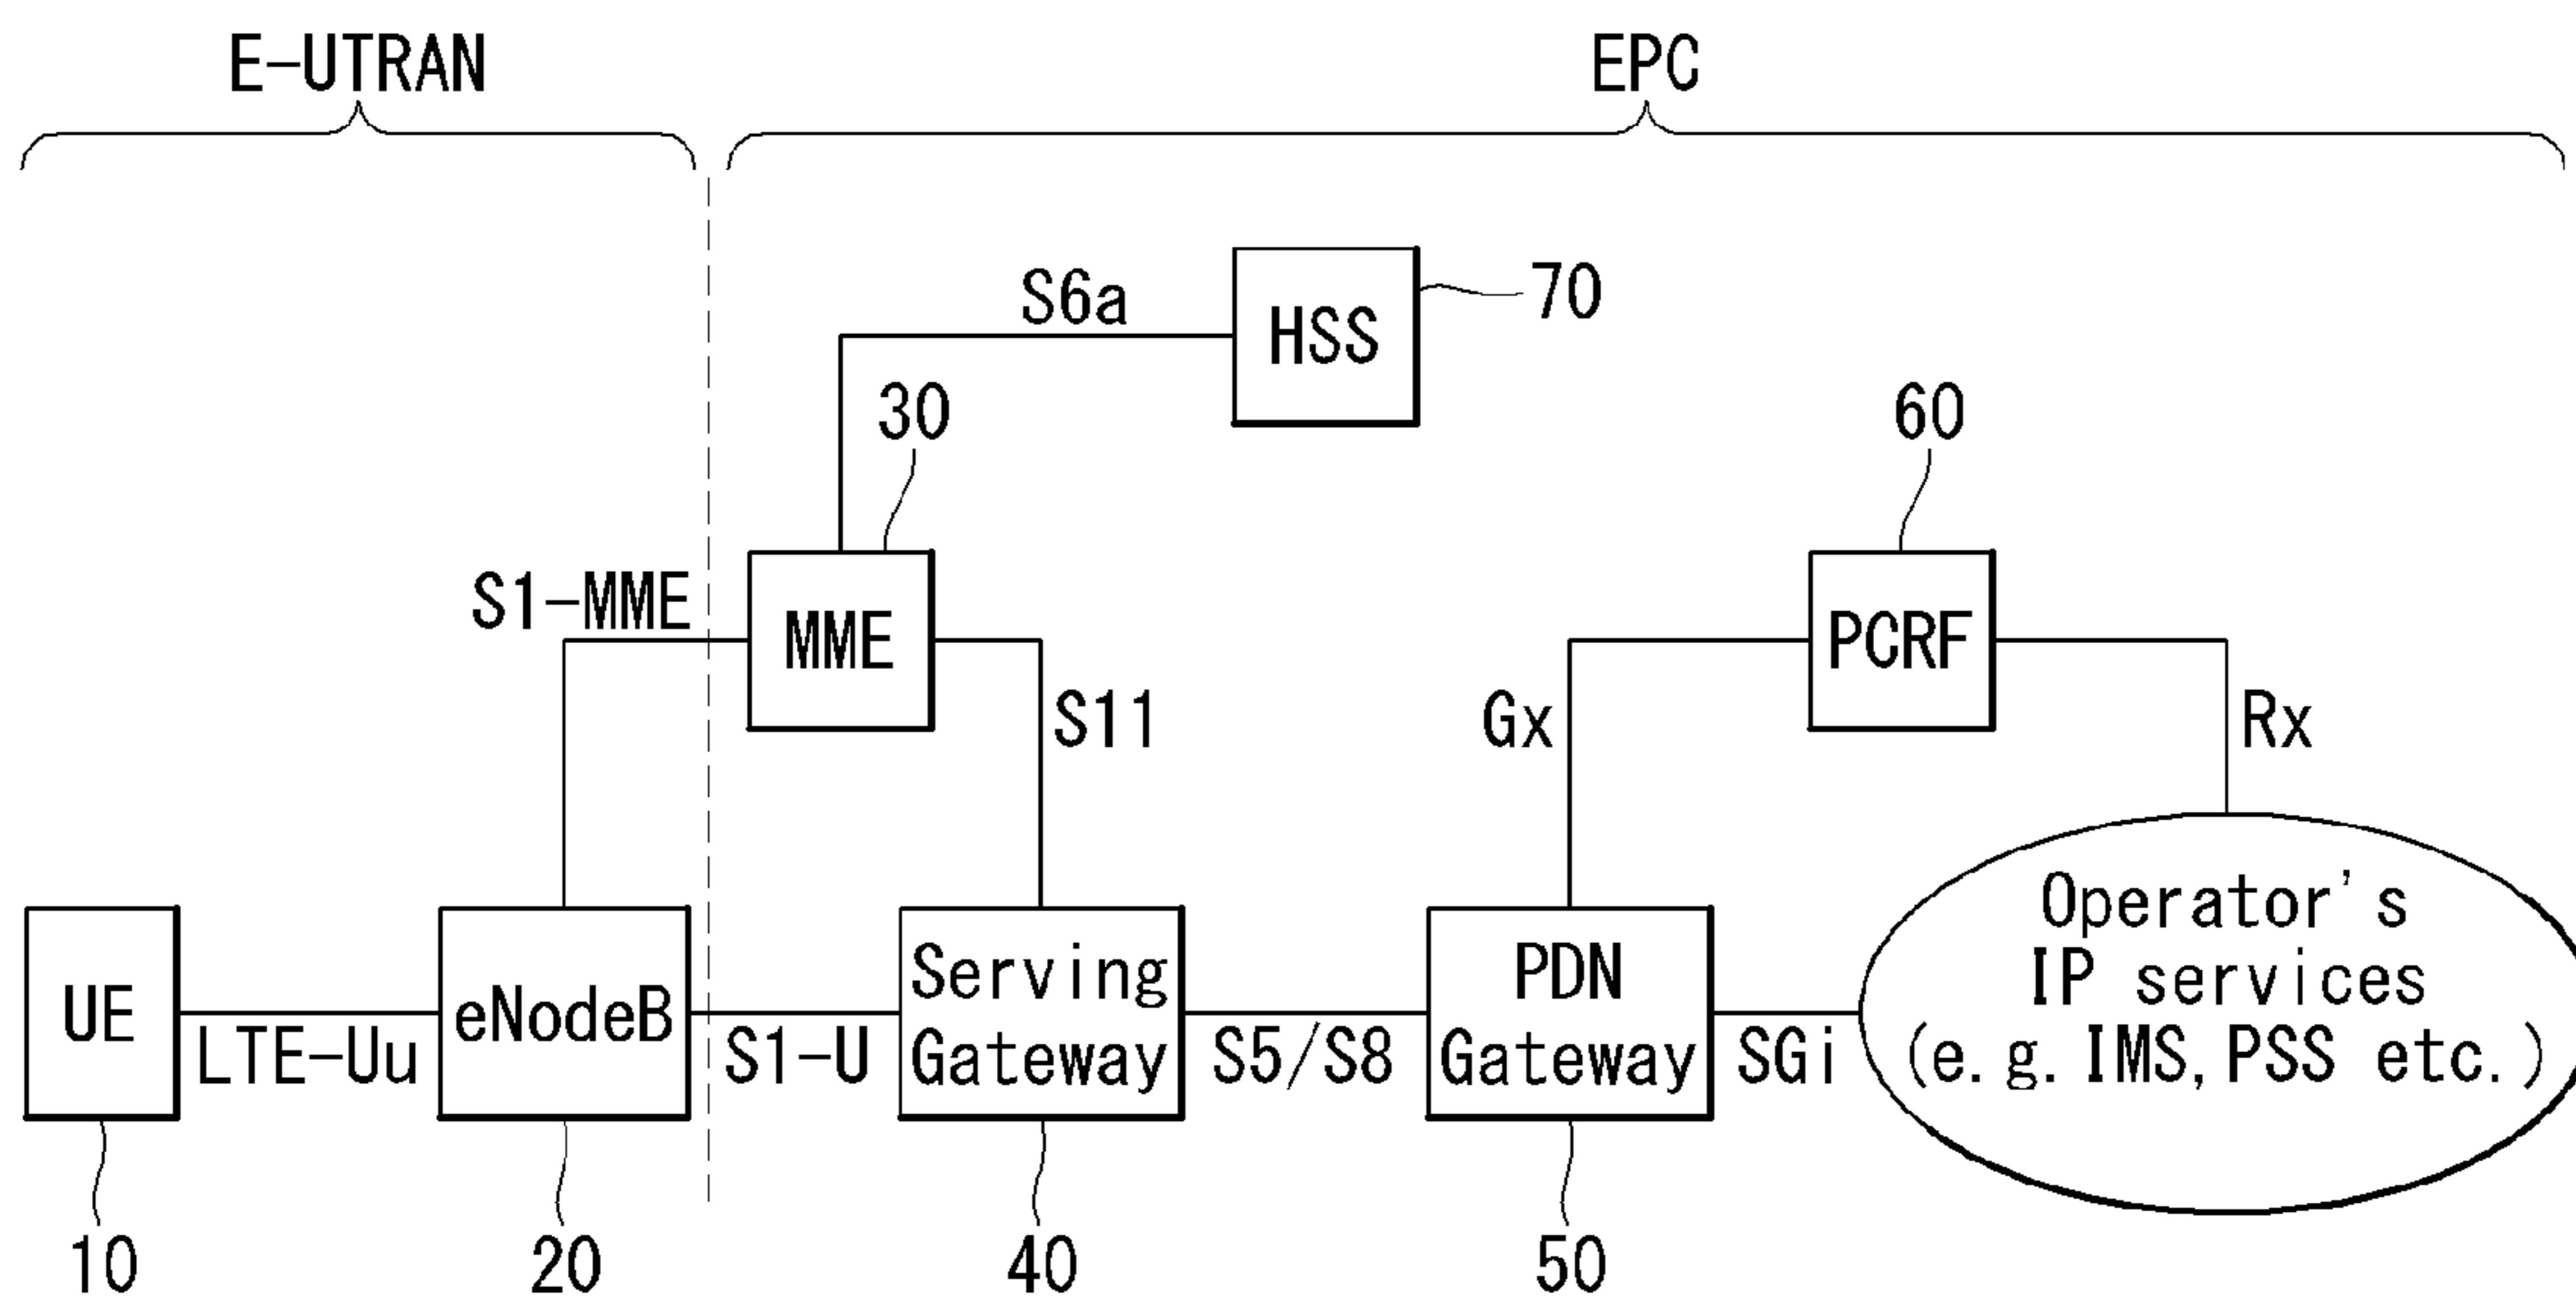 E-UTRAN
EPC
S6a
HSS
70
30
60
S1-MME
MME
PCRF
S11
Gx
Rx
UE
LTE-Uu
eNodeB
S1-U
Serving
Gateway
S5/S8
PDN
Gateway
SGi
Operator's
IP services
(e.g. IMS, PSS etc.)
10
20
40
50